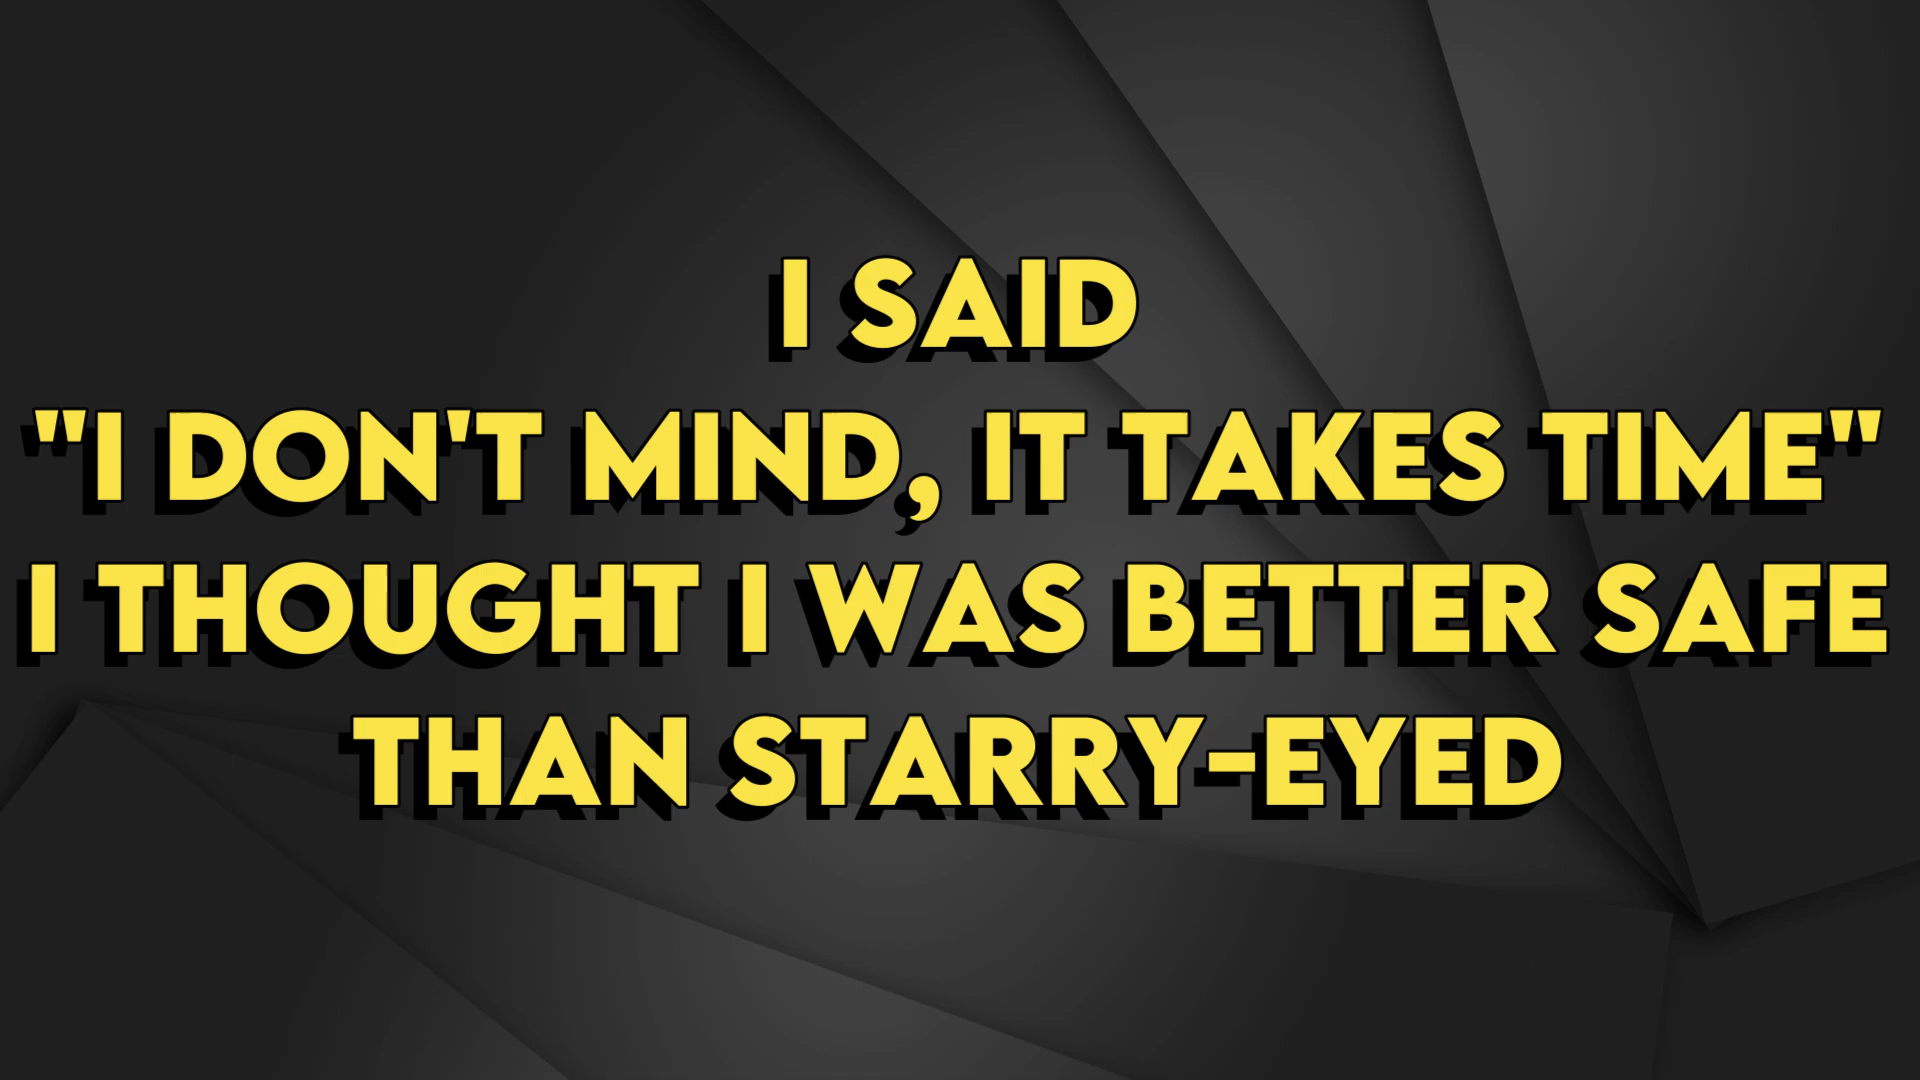 I SAID
"I DON'T MIND, IT TAKES TIME"
I THOUGHT I WAS BETTER SAFE
THAN STARRY-EYED